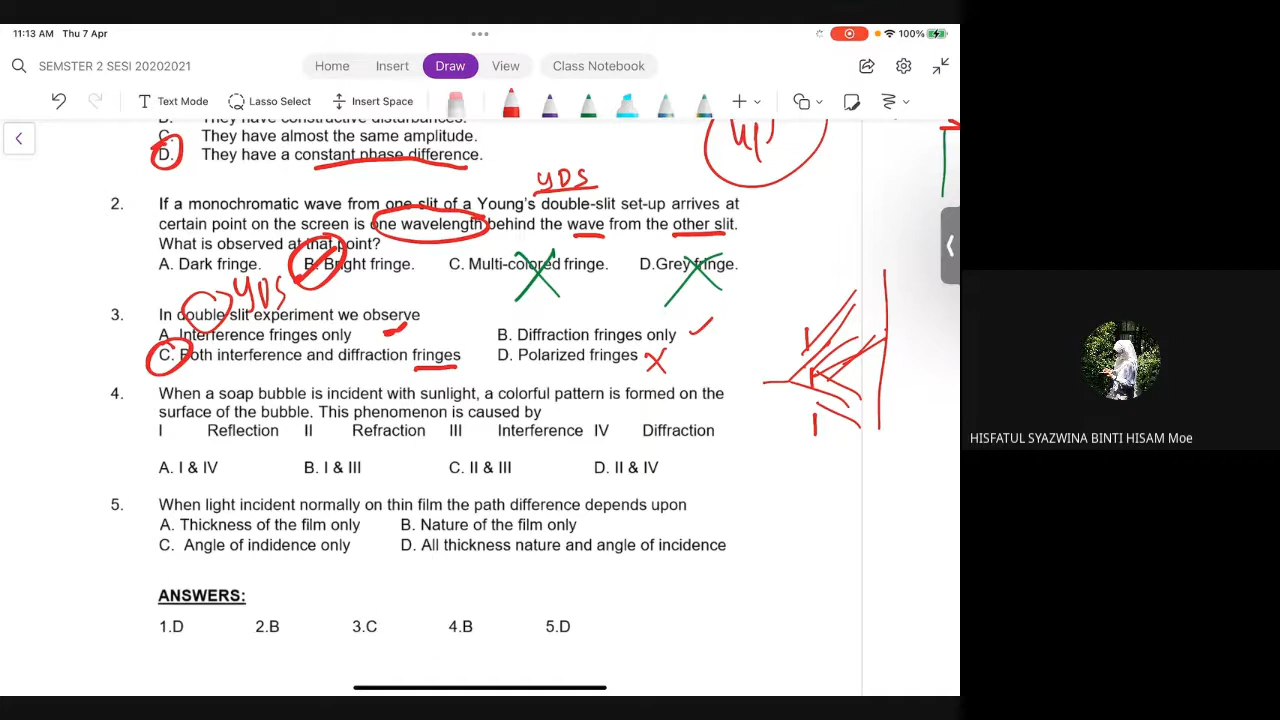 11:13 AM Thu 7 Apr
100%
SEMSTER 2 SESI 20202021
Home Insert Draw View Class Notebook
Text Mode Lasso Select Insert Space
B. They have constructive disturbances.
C. They have almost the same amplitude.
D. They have a constant phase difference.
YDS
2. If a monochromatic wave from one slit of a Young's double-slit set-up arrives at
certain point on the screen is one wavelength behind the wave from the other slit.
What is observed at that point?
A. Dark fringe. B. Bright fringe. C. Multi-colored fringe. D.Grey fringe.
YDS
3. In double slit experiment we observe
A. Interference fringes only B. Diffraction fringes only
C. Both interference and diffraction fringes D. Polarized fringes
4. When a soap bubble is incident with sunlight, a colorful pattern is formed on the
surface of the bubble. This phenomenon is caused by
I Reflection II Refraction III Interference IV Diffraction
A. I & IV B. I & III C. II & III D. II & IV
5. When light incident normally on thin film the path difference depends upon
A. Thickness of the film only B. Nature of the film only
C. Angle of indidence only D. All thickness nature and angle of incidence
ANSWERS:
1.D 2.B 3.C 4.B 5.D
HISFATUL SYAZWINA BINTI HISAM Moe